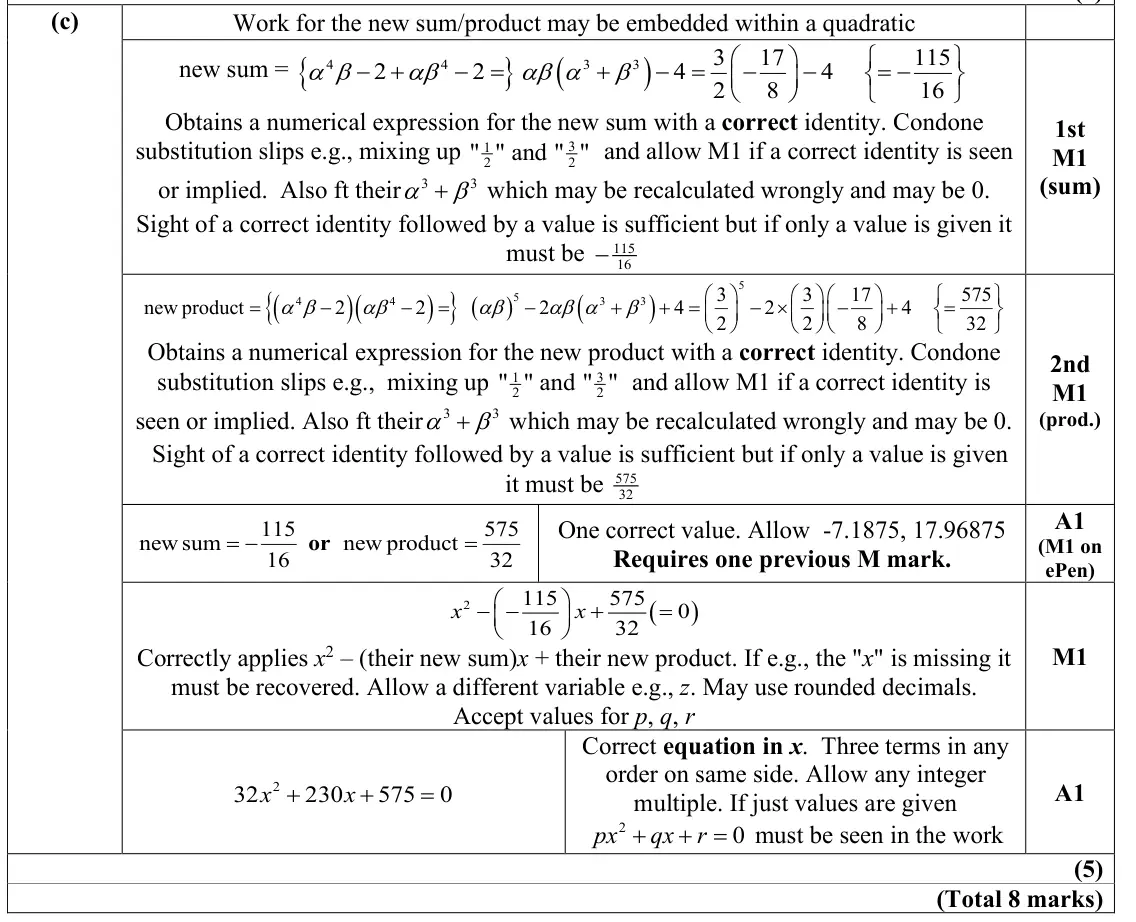 (c)
Work for the new sum/product may be embedded within a quadratic
new sum = {α⁴β − 2 + αβ⁴ − 2 =} αβ(α³ + β³) − 4 = 3/2(−17/8) − 4 {= −115/16}
Obtains a numerical expression for the new sum with a correct identity. Condone
substitution slips e.g., mixing up "1/2" and "3/2" and allow M1 if a correct identity is seen
or implied. Also ft their α³ + β³ which may be recalculated wrongly and may be 0.
Sight of a correct identity followed by a value is sufficient but if only a value is given it
must be −115/16
1st
M1
(sum)
new product = {(α⁴β − 2)(αβ⁴ − 2) =} (αβ)⁵ − 2αβ(α³ + β³) + 4 = (3/2)⁵ − 2×(3/2)(−17/8) + 4 {= 575/32}
Obtains a numerical expression for the new product with a correct identity. Condone
substitution slips e.g., mixing up "1/2" and "3/2" and allow M1 if a correct identity is
seen or implied. Also ft their α³ + β³ which may be recalculated wrongly and may be 0.
Sight of a correct identity followed by a value is sufficient but if only a value is given
it must be 575/32
2nd
M1
(prod.)
new sum = −115/16 or new product = 575/32
One correct value. Allow -7.1875, 17.96875
Requires one previous M mark.
A1
(M1 on
ePen)
x² − (−115/16)x + 575/32 (= 0)
Correctly applies x² – (their new sum)x + their new product. If e.g., the "x" is missing it
must be recovered. Allow a different variable e.g., z. May use rounded decimals.
Accept values for p, q, r
M1
32x² + 230x + 575 = 0
Correct equation in x. Three terms in any
order on same side. Allow any integer
multiple. If just values are given
px² + qx + r = 0 must be seen in the work
A1
(5)
(Total 8 marks)